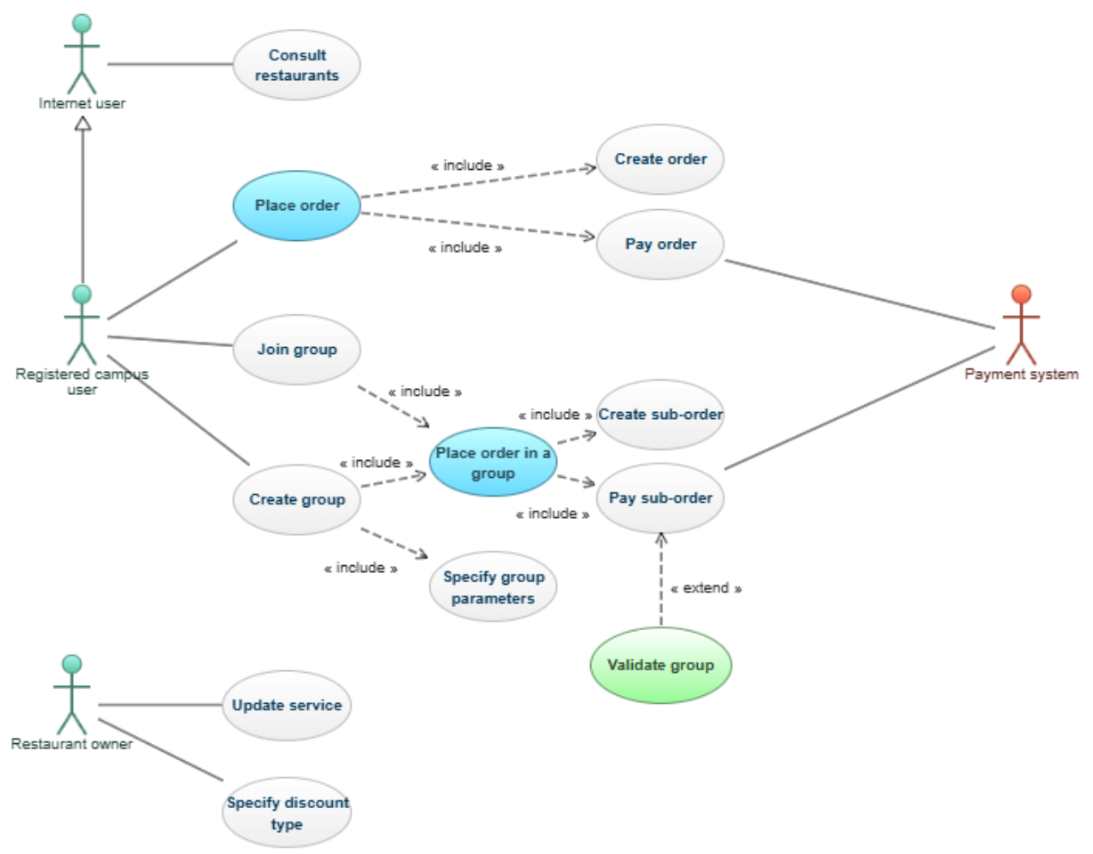 Consult
restaurants
Internet user
« include »
Create order
Place order
Pay order
« include »
Join group
Registered campus
user
Payment system
« include »
« include »
Create sub-order
Place order in a
group
« include »
Create group
Pay sub-order
« include »
« include »
Specify group
parameters
« extend »
Validate group
Update service
Restaurant owner
Specify discount
type